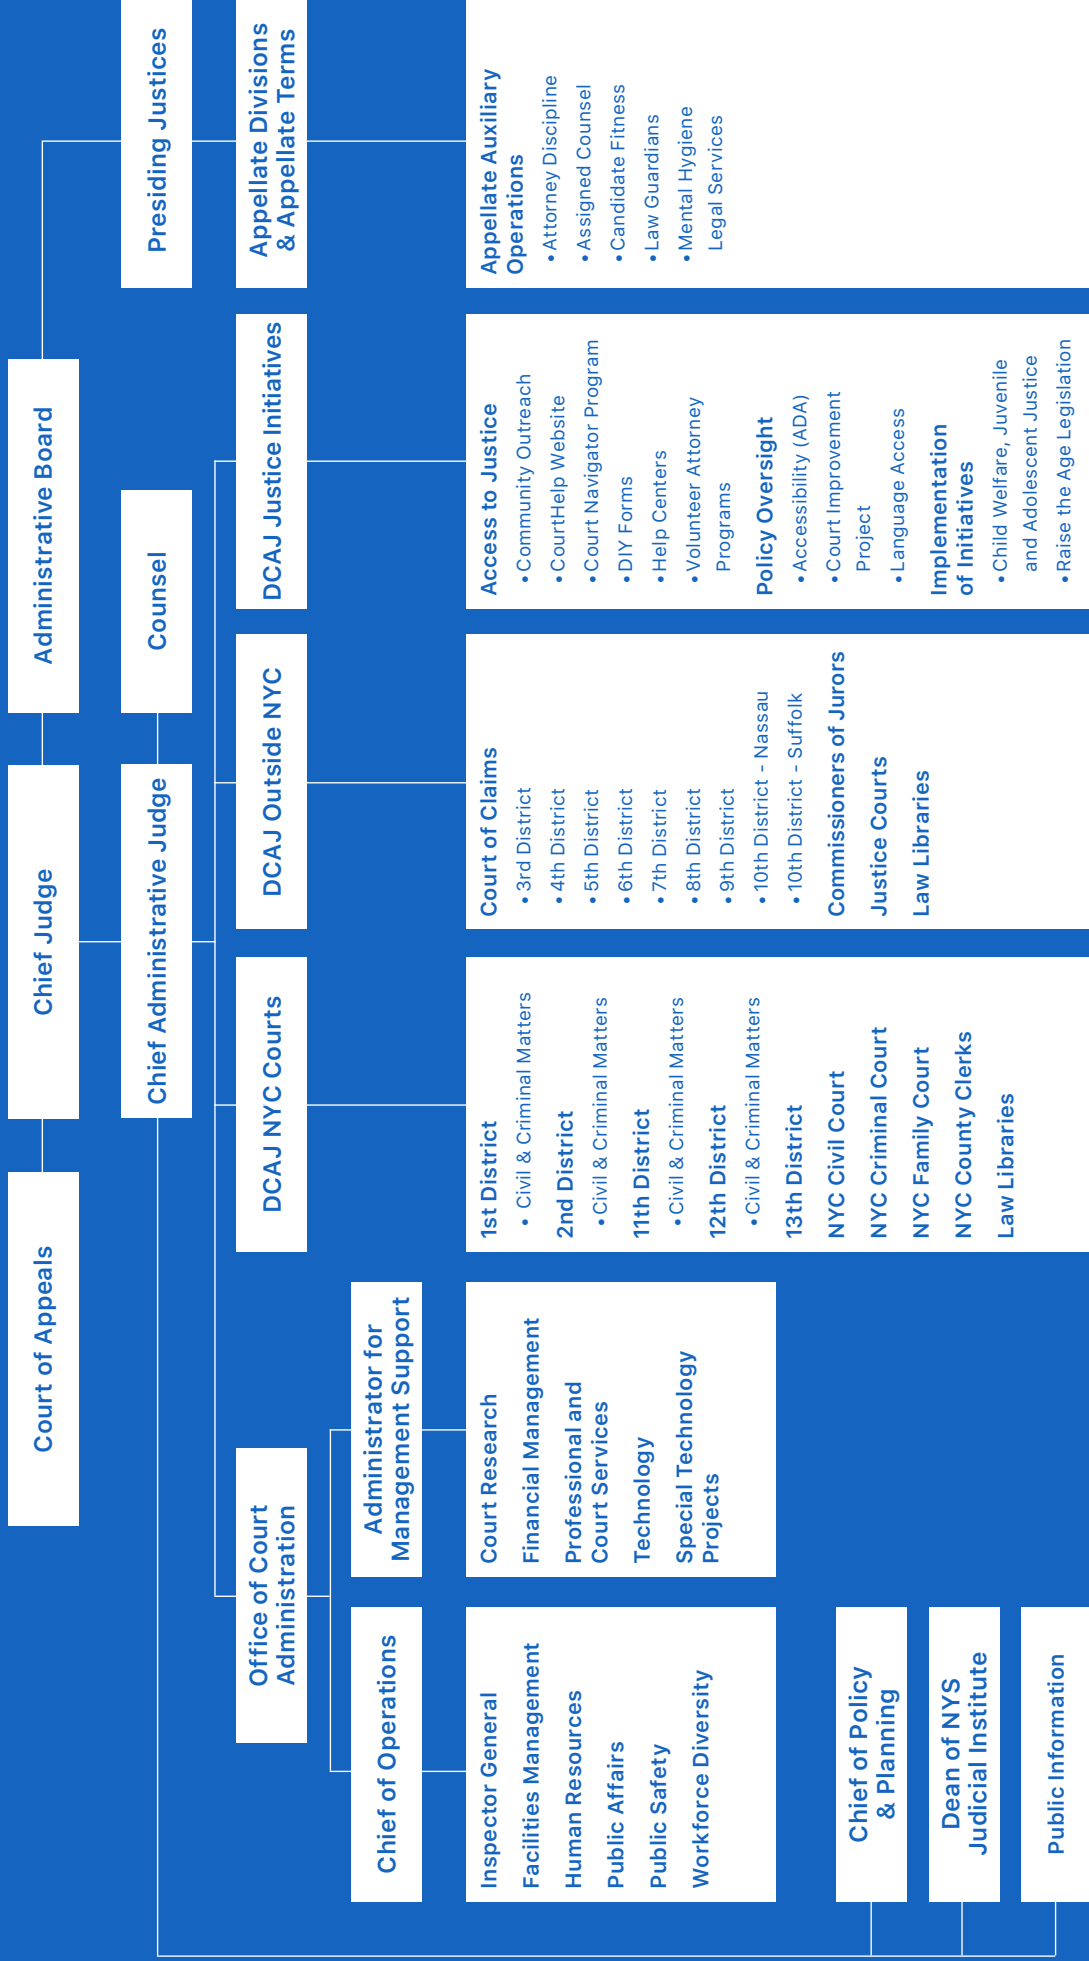 Court of Appeals
Chief Judge
Administrative Board
Chief Administrative Judge
Counsel
Presiding Justices
Office of Court
Administration
DCAJ NYC Courts
DCAJ Outside NYC
DCAJ Justice Initiatives
Appellate Divisions
& Appellate Terms
Chief of Operations
Administrator for
Management Support
Inspector General
Facilities Management
Human Resources
Public Affairs
Public Safety
Workforce Diversity
Court Research
Financial Management
Professional and
Court Services
Technology
Special Technology
Projects
1st District
• Civil & Criminal Matters
2nd District
• Civil & Criminal Matters
11th District
• Civil & Criminal Matters
12th District
• Civil & Criminal Matters
13th District
NYC Civil Court
NYC Criminal Court
NYC Family Court
NYC County Clerks
Law Libraries
Court of Claims
• 3rd District
• 4th District
• 5th District
• 6th District
• 7th District
• 8th District
• 9th District
• 10th District - Nassau
• 10th District - Suffolk
Commissioners of Jurors
Justice Courts
Law Libraries
Access to Justice
• Community Outreach
• CourtHelp Website
• Court Navigator Program
• DIY Forms
• Help Centers
• Volunteer Attorney
Programs
Policy Oversight
• Accessibility (ADA)
• Court Improvement
Project
• Language Access
Implementation
of Initiatives
• Child Welfare, Juvenile
and Adolescent Justice
• Raise the Age Legislation
Appellate Auxiliary
Operations
• Attorney Discipline
• Assigned Counsel
• Candidate Fitness
• Law Guardians
• Mental Hygiene
Legal Services
Chief of Policy
& Planning
Dean of NYS
Judicial Institute
Public Information